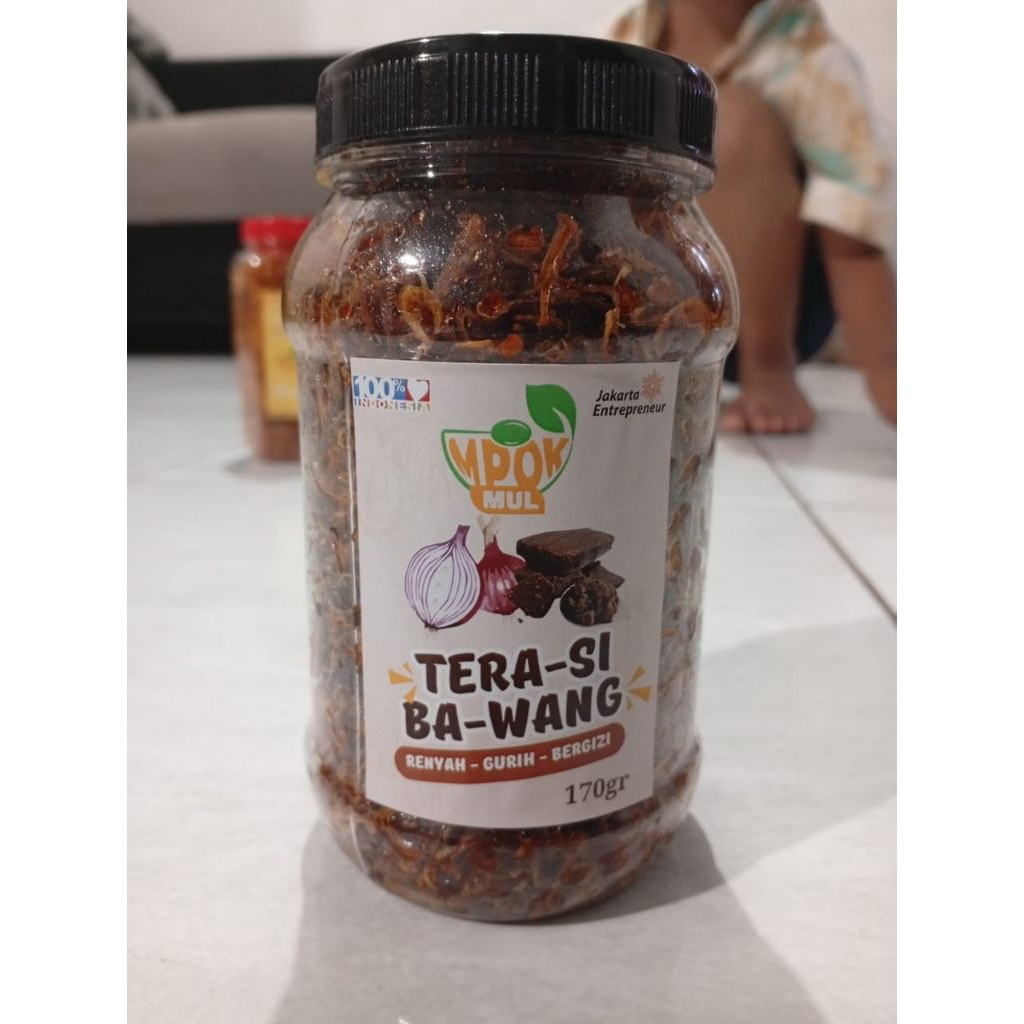 100%
INDONESIA
Jakarta
Entrepreneur
MPOK
MUL
TERA-SI
BA-WANG
RENYAH - GURIH - BERGIZI
170gr